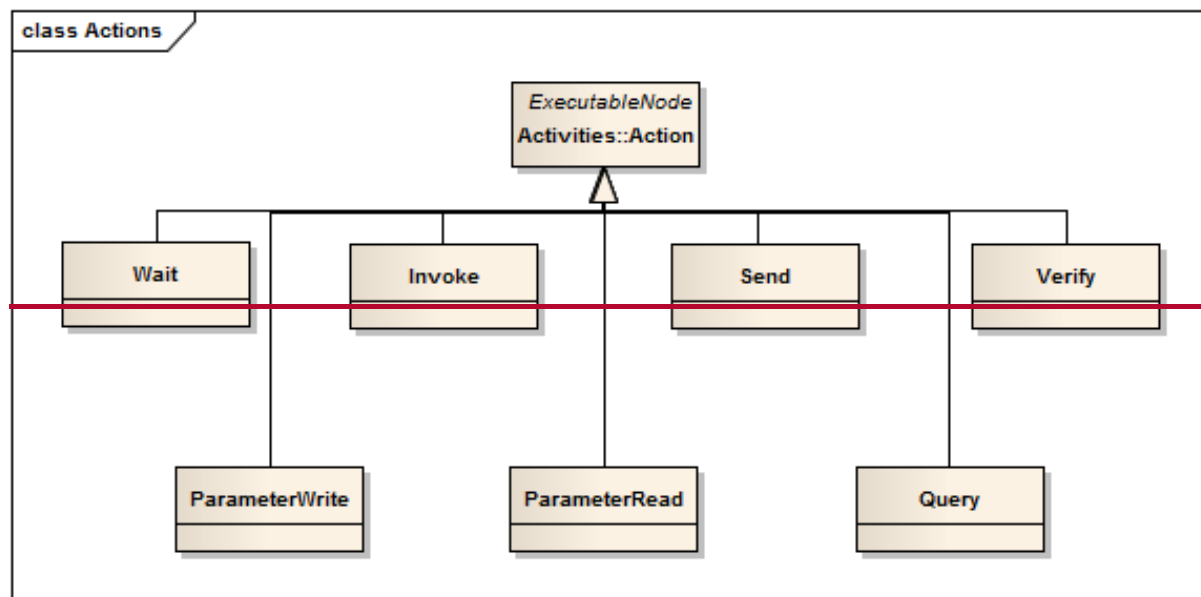 class Actions
ExecutableNode
Activities::Action
Wait
Invoke
Send
Verify
ParameterWrite
ParameterRead
Query